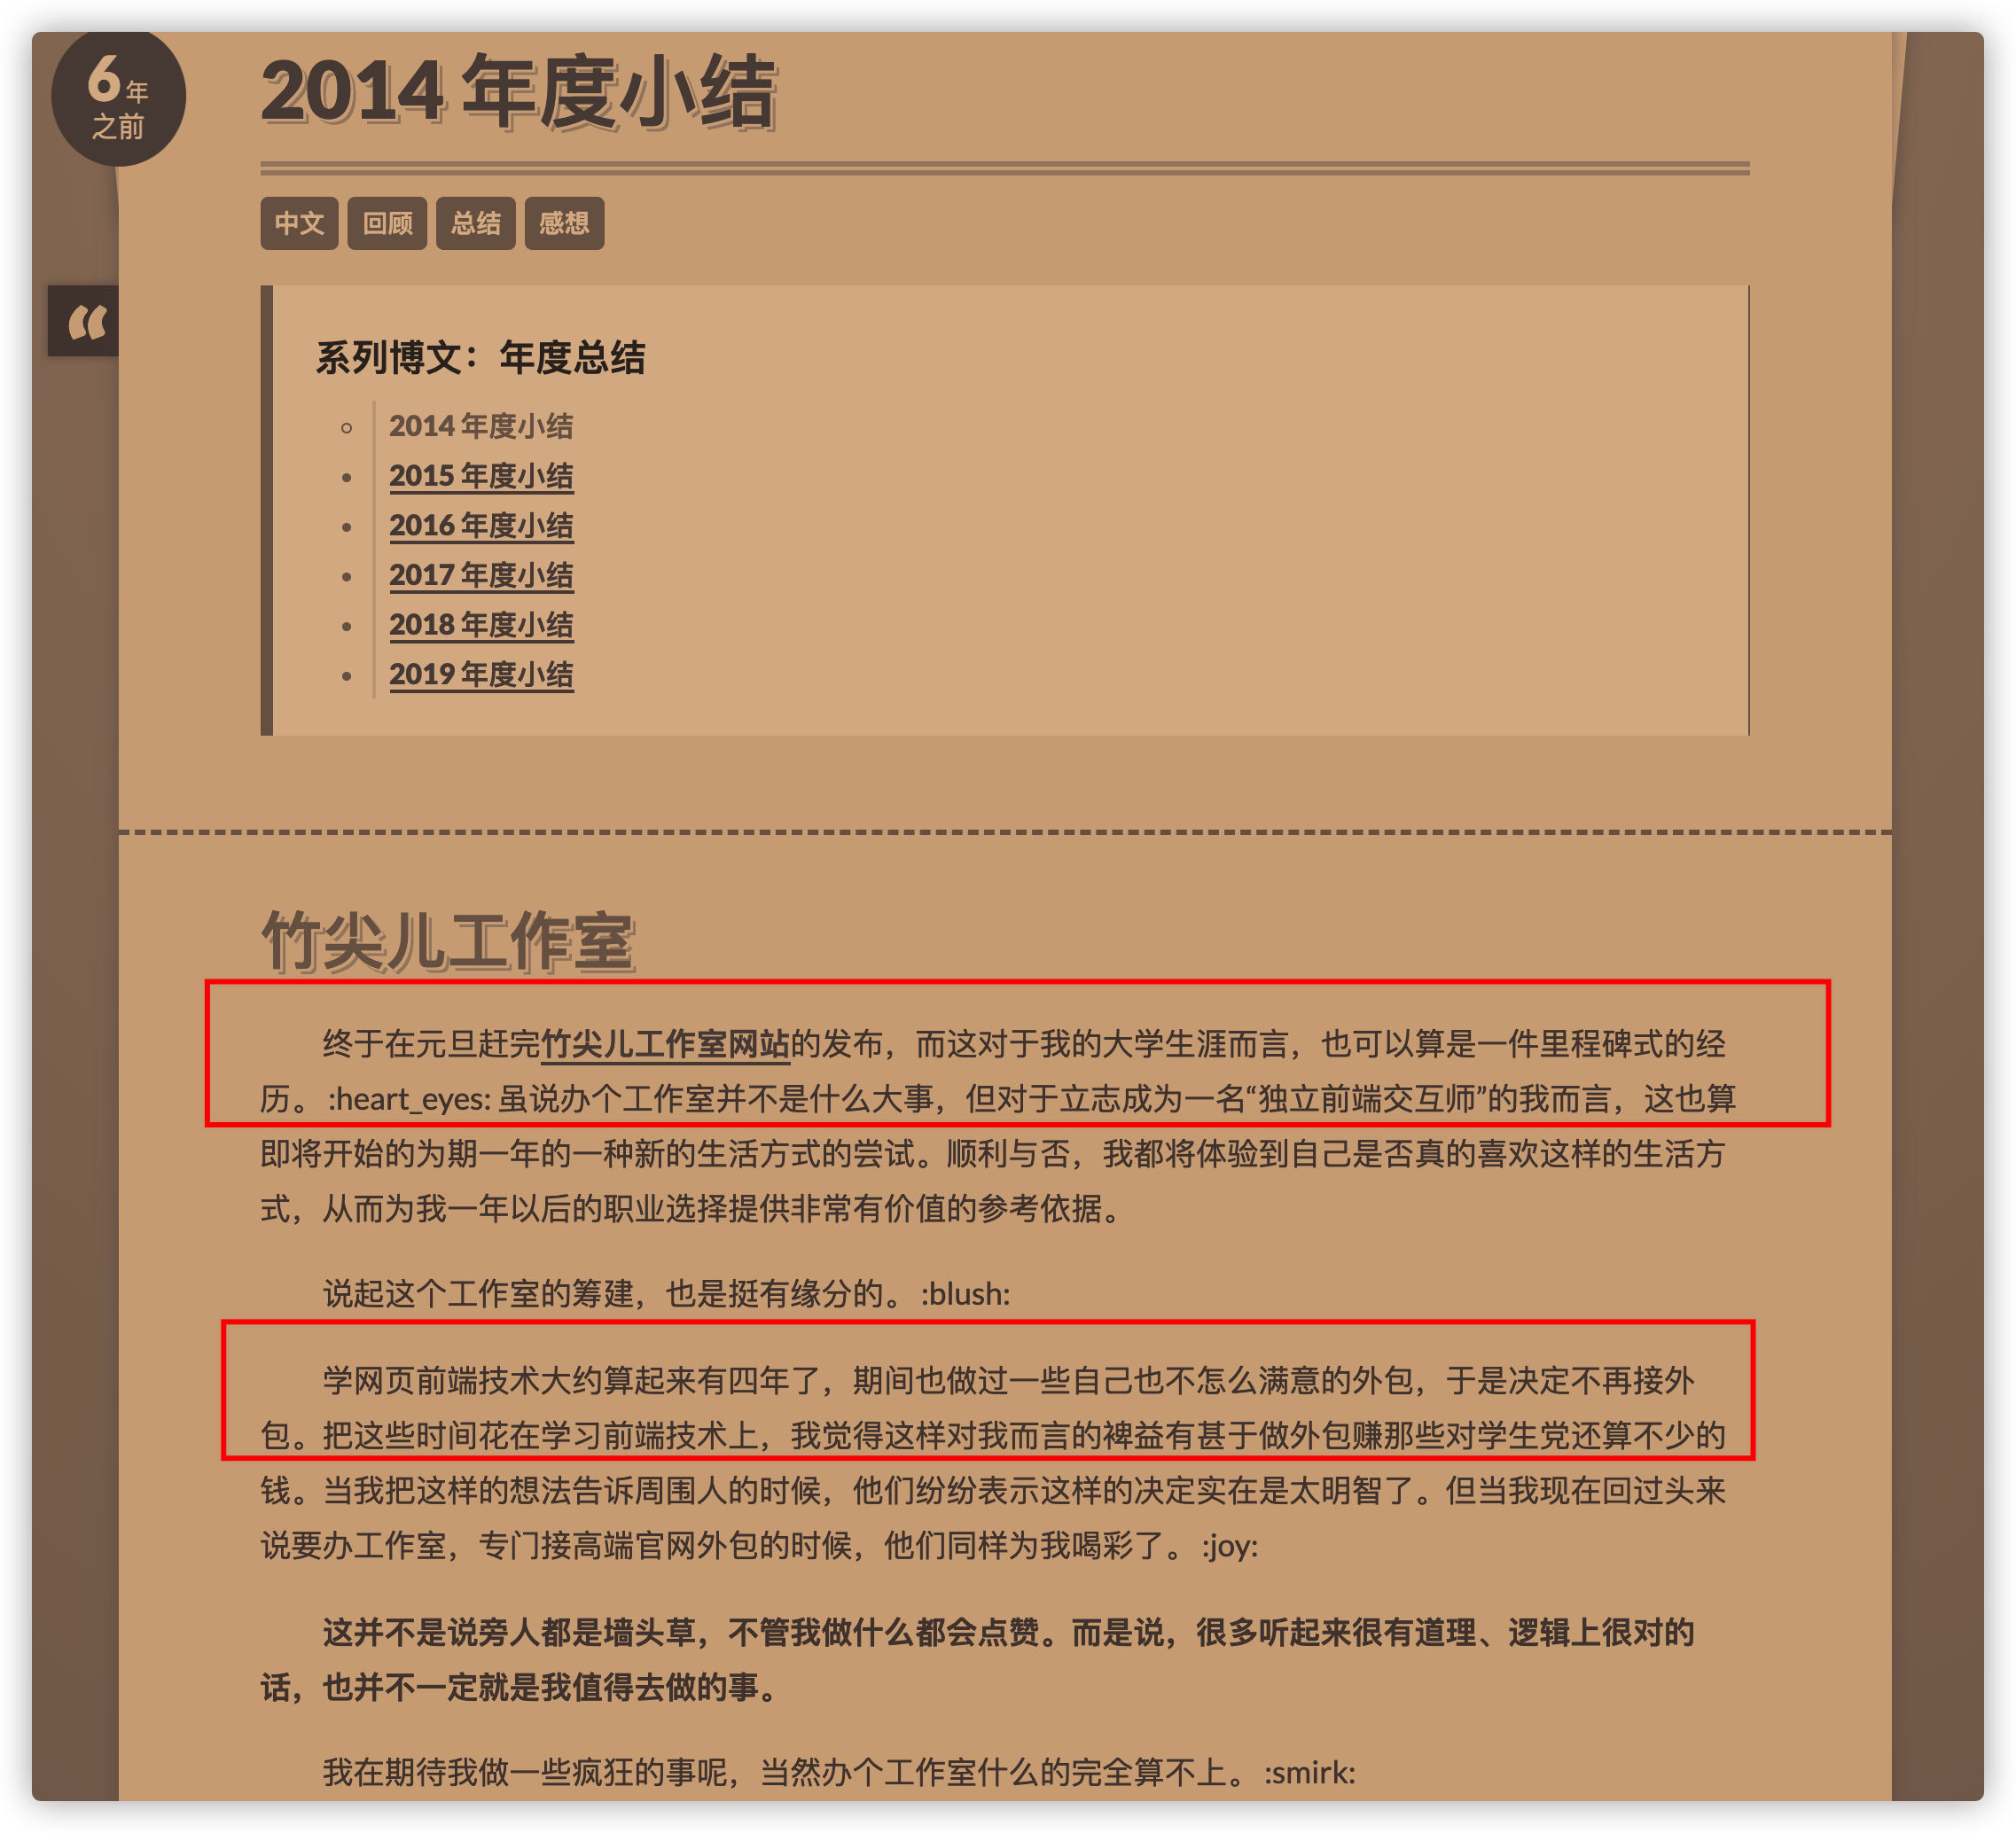 6年
之前
2014 年度小结
中文 回顾 总结 感想
“
系列博文：年度总结
2014 年度小结
2015 年度小结
2016 年度小结
2017 年度小结
2018 年度小结
2019 年度小结
竹尖儿工作室
终于在元旦赶完竹尖儿工作室网站的发布，而这对于我的大学生涯而言，也可以算是一件里程碑式的经
历。 :heart_eyes: 虽说办个工作室并不是什么大事，但对于立志成为一名“独立前端交互师”的我而言，这也算
即将开始的为期一年的一种新的生活方式的尝试。顺利与否，我都将体验到自己是否真的喜欢这样的生活方
式，从而为我一年以后的职业选择提供非常有价值的参考依据。
说起这个工作室的筹建，也是挺有缘分的。 :blush:
学网页前端技术大约算起来有四年了，期间也做过一些自己也不怎么满意的外包，于是决定不再接外
包。把这些时间花在学习前端技术上，我觉得这样对我而言的裨益有甚于做外包赚那些对学生党还算不少的
钱。当我把这样的想法告诉周围人的时候，他们纷纷表示这样的决定实在是太明智了。但当我现在回过头来
说要办工作室，专门接高端官网外包的时候，他们同样为我喝彩了。 :joy:
这并不是说旁人都是墙头草，不管我做什么都会点赞。而是说，很多听起来很有道理、逻辑上很对的
话，也并不一定就是我值得去做的事。
我在期待我做一些疯狂的事呢，当然办个工作室什么的完全算不上。 :smirk: